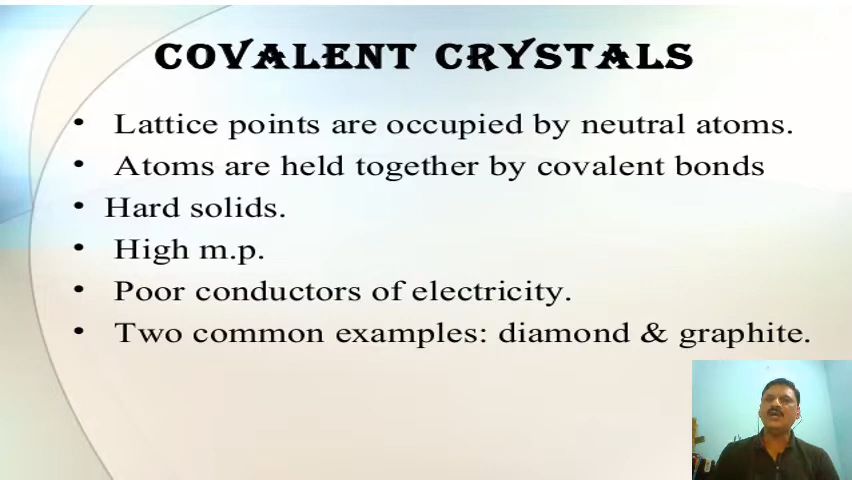 COVALENT CRYSTALS
• Lattice points are occupied by neutral atoms.
• Atoms are held together by covalent bonds
• Hard solids.
• High m.p.
• Poor conductors of electricity.
• Two common examples: diamond & graphite.